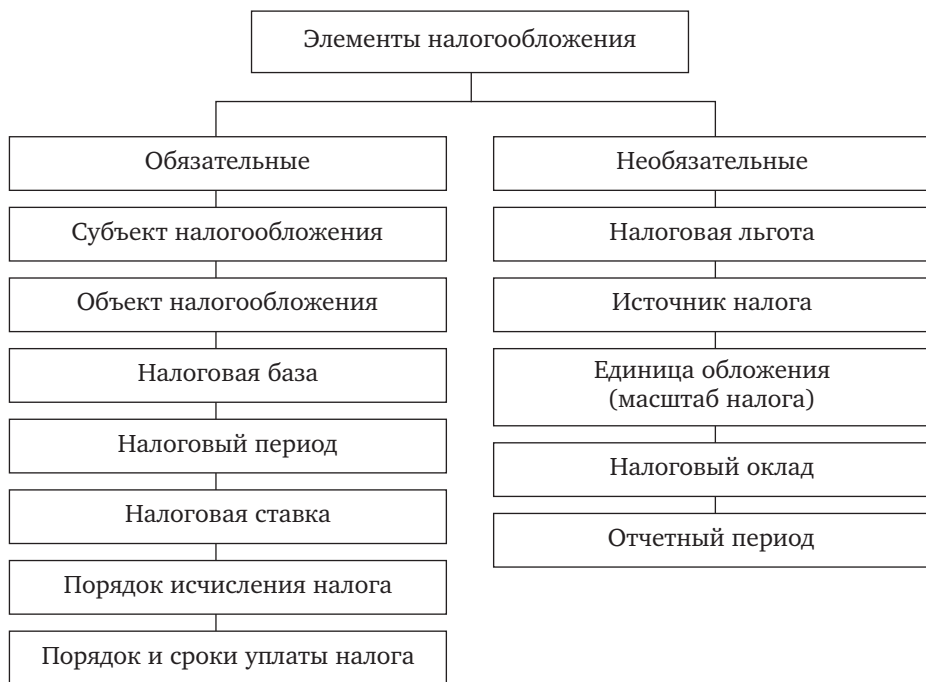 Элементы налогообложения
Обязательные
Субъект налогообложения
Объект налогообложения
Налоговая база
Налоговый период
Налоговая ставка
Порядок исчисления налога
Порядок и сроки уплаты налога
Необязательные
Налоговая льгота
Источник налога
Единица обложения
(масштаб налога)
Налоговый оклад
Отчетный период